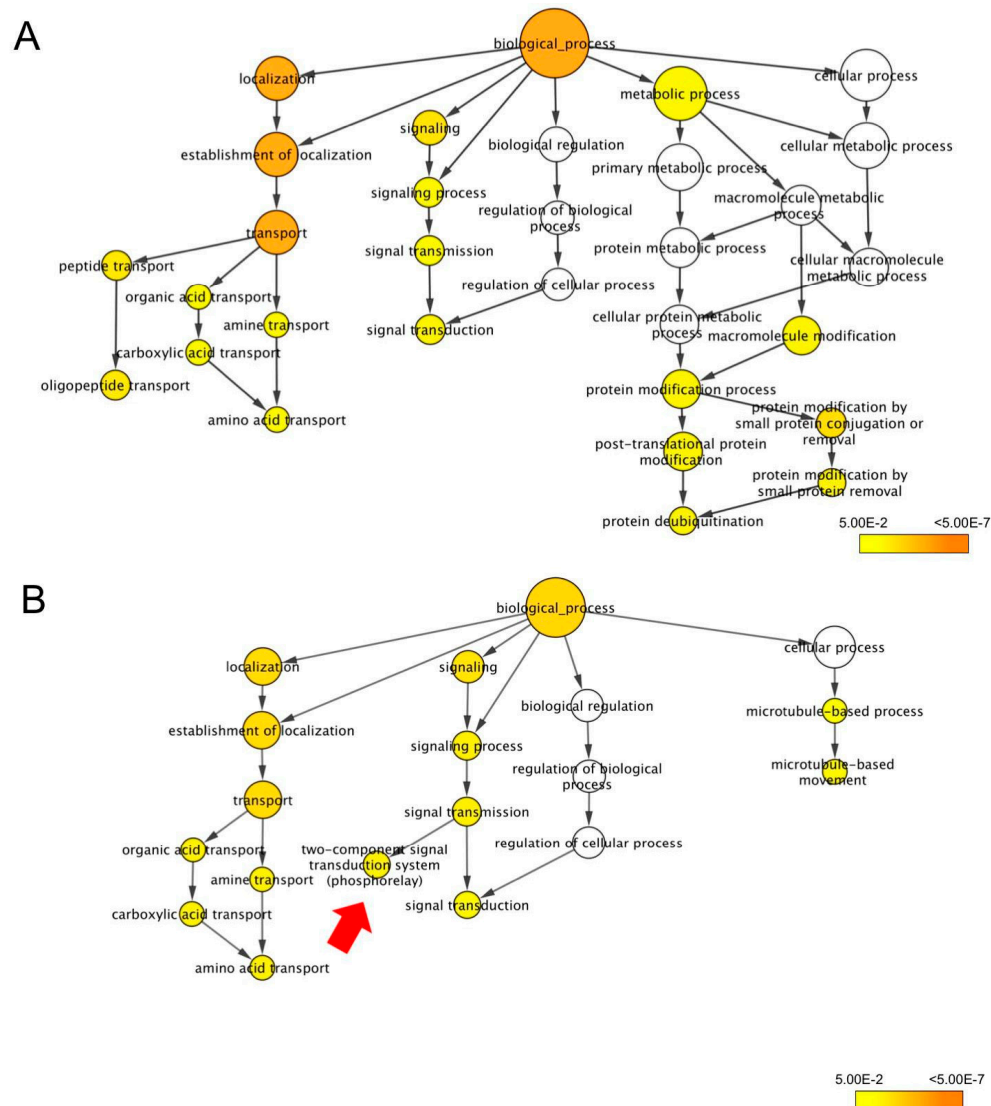 A
biological_process
localization
cellular process
metabolic process
signaling
establishment of localization
biological regulation
cellular metabolic process
primary metabolic process
signaling process
macromolecule metabolic
process
regulation of biological
process
transport
signal transmission
protein metabolic process
peptide transport
cellular macromolecule
metabolic process
organic acid transport
regulation of cellular process
amine transport
signal transduction
cellular protein metabolic
process
macromolecule modification
carboxylic acid transport
oligopeptide transport
protein modification process
amino acid transport
protein modification by
small protein conjugation or
removal
post-translational protein
modification
protein modification by
small protein removal
protein deubiquitination
5.00E-2 <5.00E-7
B
biological_process
localization
signaling
cellular process
biological regulation
microtubule-based process
establishment of localization
signaling process
regulation of biological
process
microtubule-based
movement
transport
signal transmission
regulation of cellular process
organic acid transport
two-component signal
transduction system
(phosphorelay)
amine transport
carboxylic acid transport
signal transduction
amino acid transport
5.00E-2 <5.00E-7